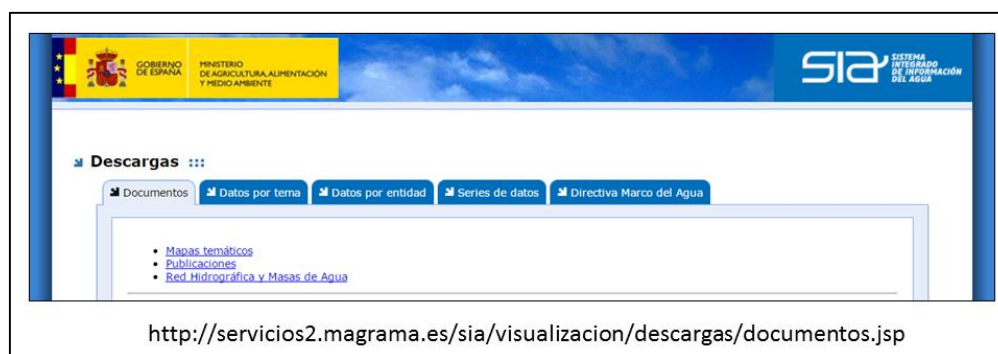 GOBIERNO
DE ESPAÑA
MINISTERIO
DE AGRICULTURA, ALIMENTACIÓN
Y MEDIO AMBIENTE
sia
SISTEMA
INTEGRADO
DE INFORMACIÓN
DEL AGUA
Descargas :::
Documentos Datos por tema Datos por entidad Series de datos Directiva Marco del Agua
• Mapas temáticos
• Publicaciones
• Red Hidrográfica y Masas de Agua
http://servicios2.magrama.es/sia/visualizacion/descargas/documentos.jsp